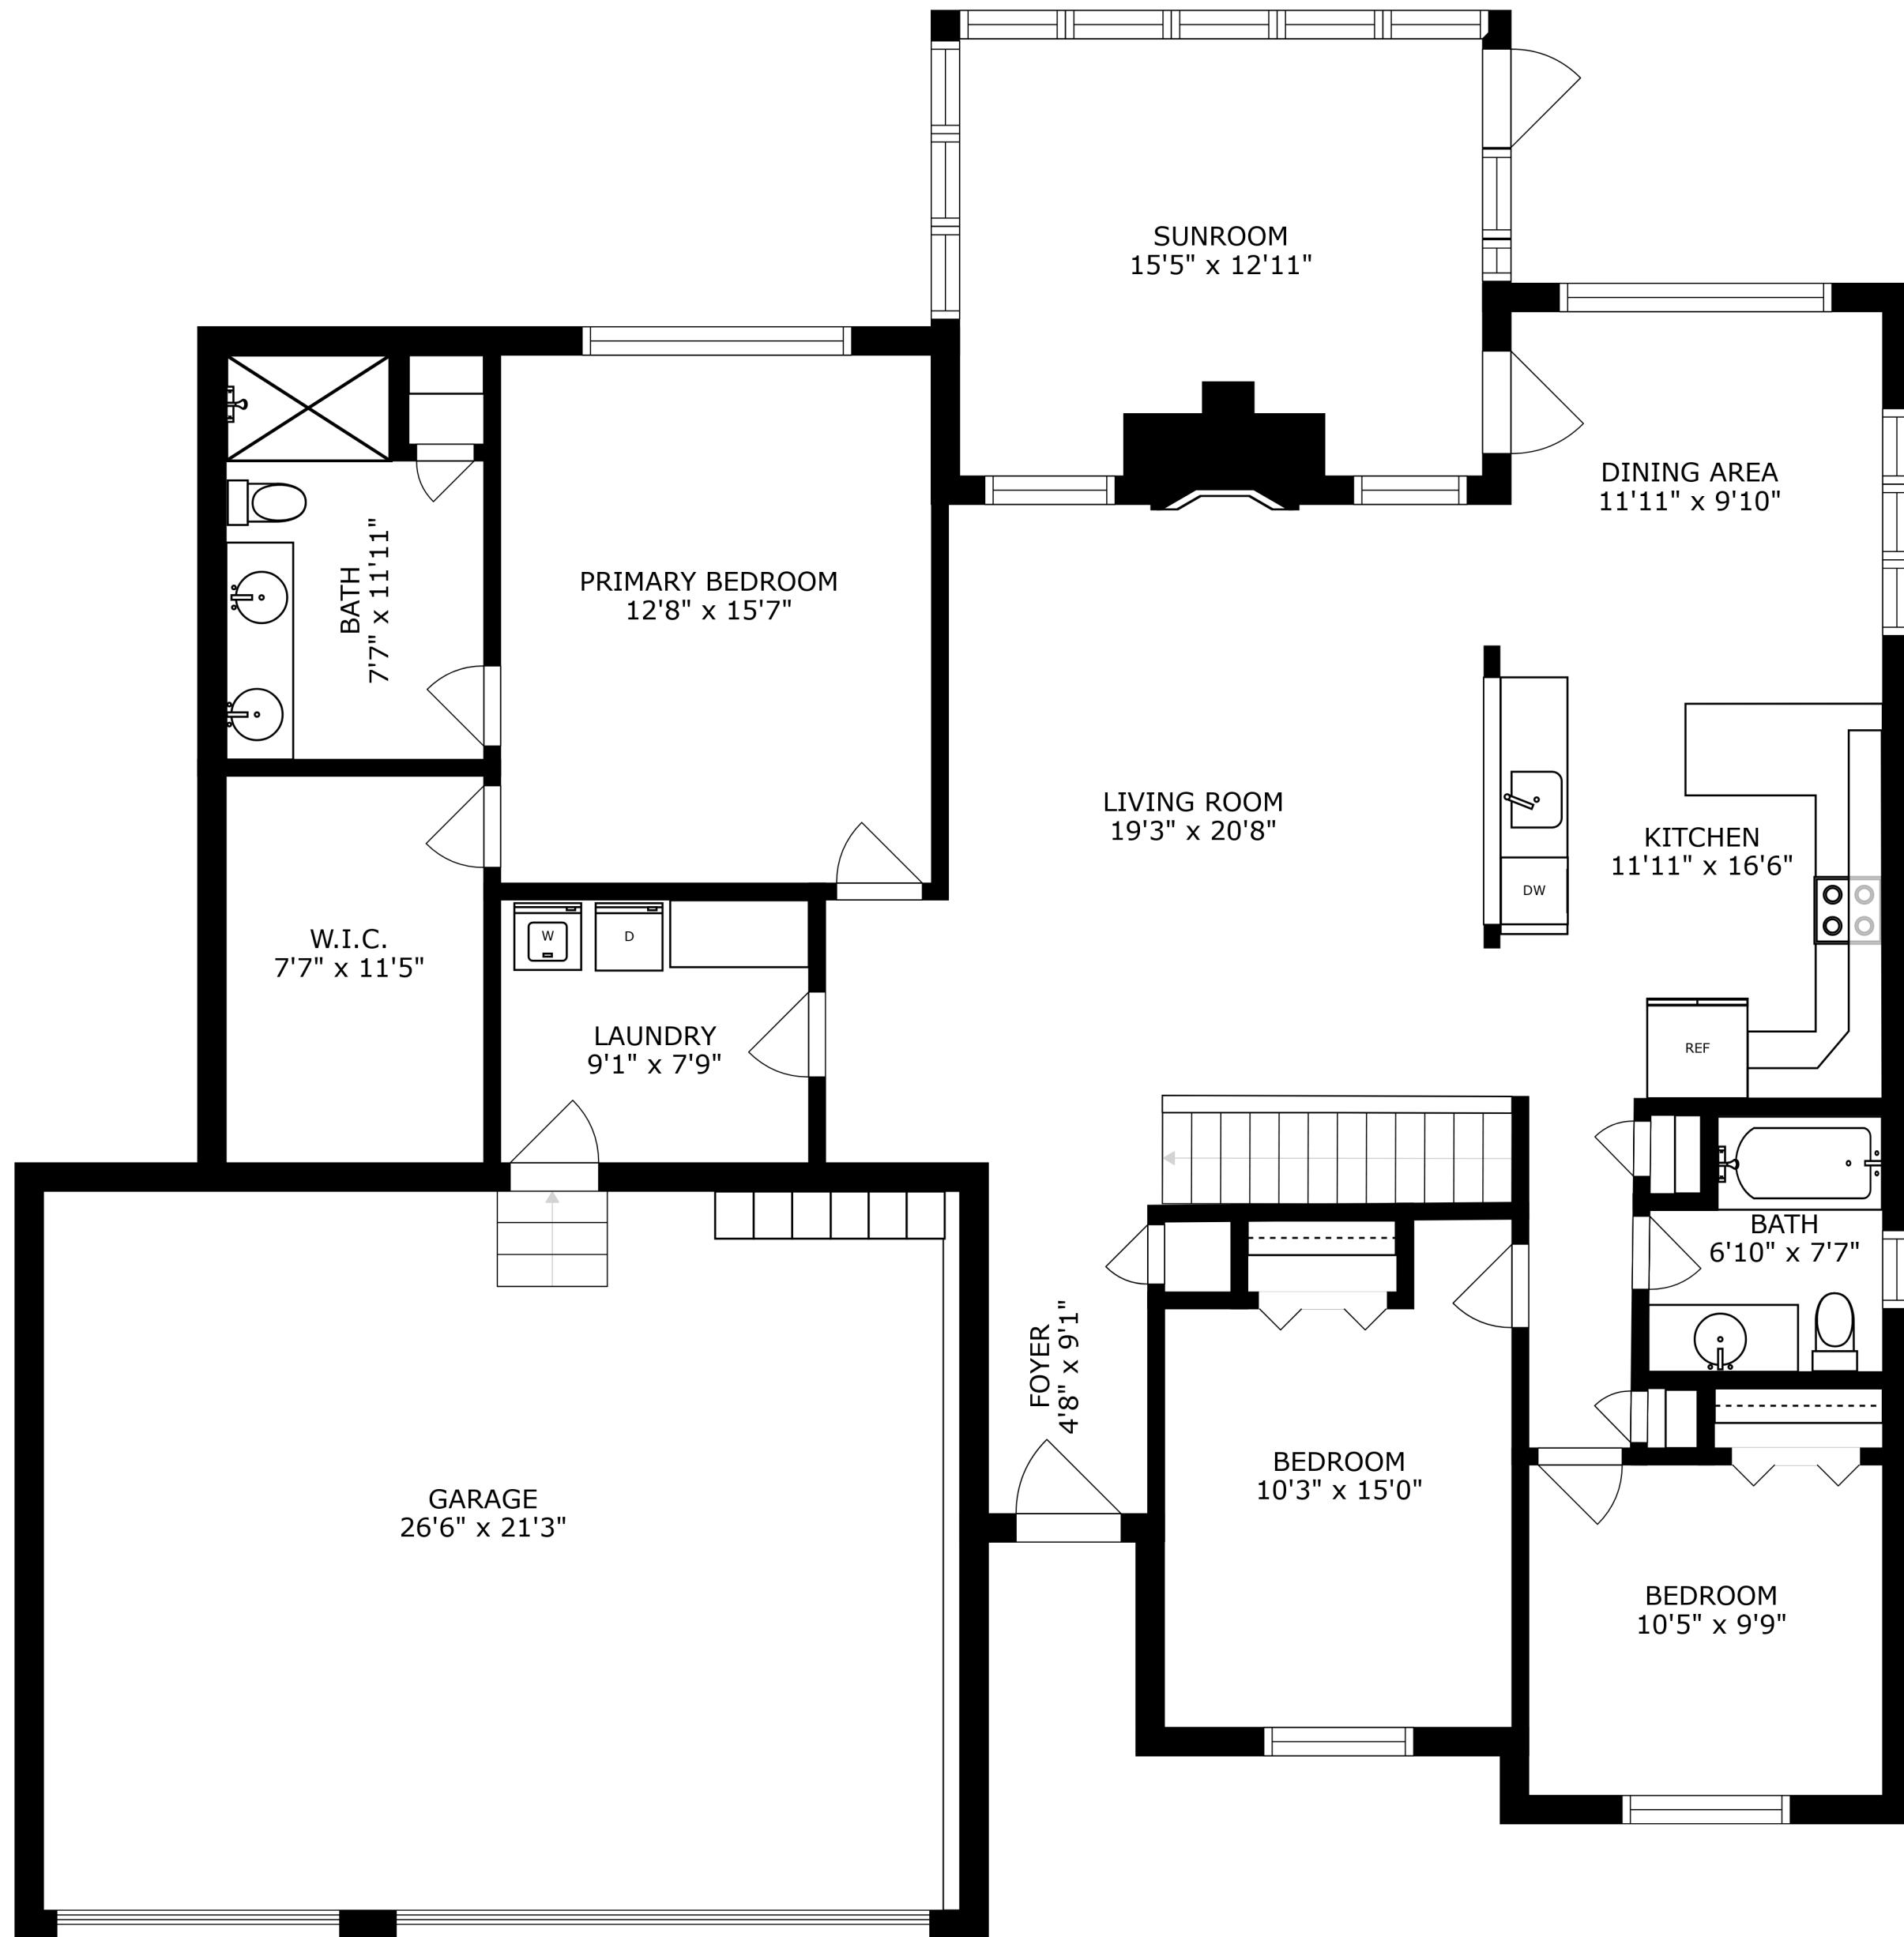 SUNROOM
15'5" x 12'11"
DINING AREA
11'11" x 9'10"
PRIMARY BEDROOM
12'8" x 15'7"
BATH
7'7" x 11'11"
LIVING ROOM
19'3" x 20'8"
KITCHEN
11'11" x 16'6"
DW
W.I.C.
7'7" x 11'5"
W
D
LAUNDRY
9'1" x 7'9"
REF
BATH
6'10" x 7'7"
FOYER
4'8" x 9'1"
BEDROOM
10'3" x 15'0"
GARAGE
26'6" x 21'3"
BEDROOM
10'5" x 9'9"